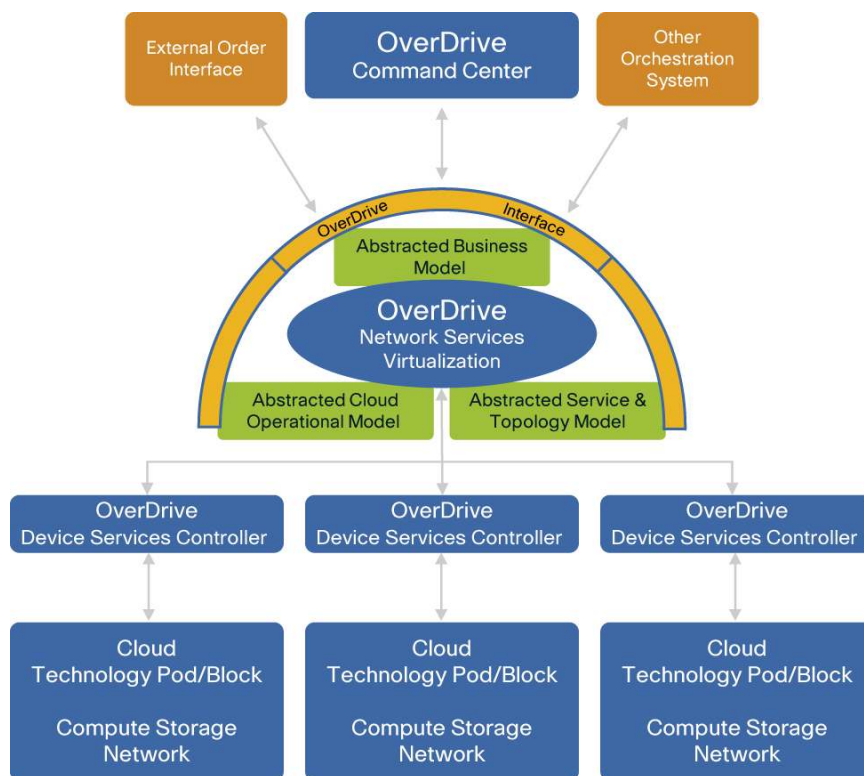 External Order
Interface
OverDrive
Command Center
Other
Orchestration
System
OverDrive
Interface
Abstracted Business
Model
OverDrive
Network Services
Virtualization
Abstracted Cloud
Operational Model
Abstracted Service &
Topology Model
OverDrive
Device Services Controller
OverDrive
Device Services Controller
OverDrive
Device Services Controller
Cloud
Technology Pod/Block
Compute Storage
Network
Cloud
Technology Pod/Block
Compute Storage
Network
Cloud
Technology Pod/Block
Compute Storage
Network